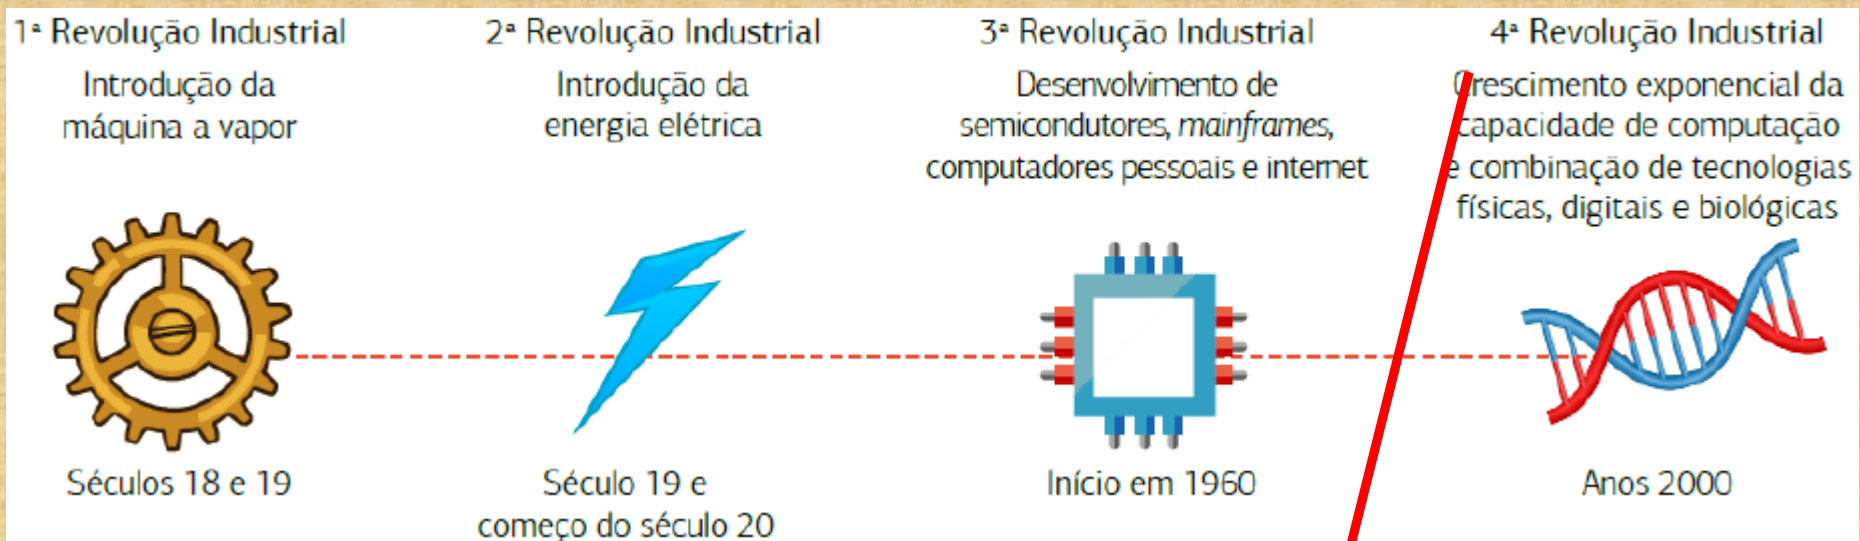 1ª Revolução Industrial
Introdução da
máquina a vapor
Séculos 18 e 19
2ª Revolução Industrial
Introdução da
energia elétrica
Século 19 e
começo do século 20
3ª Revolução Industrial
Desenvolvimento de
semicondutores, mainframes,
computadores pessoais e internet
Início em 1960
4ª Revolução Industrial
Crescimento exponencial da
capacidade de computação
e combinação de tecnologias
físicas, digitais e biológicas
Anos 2000